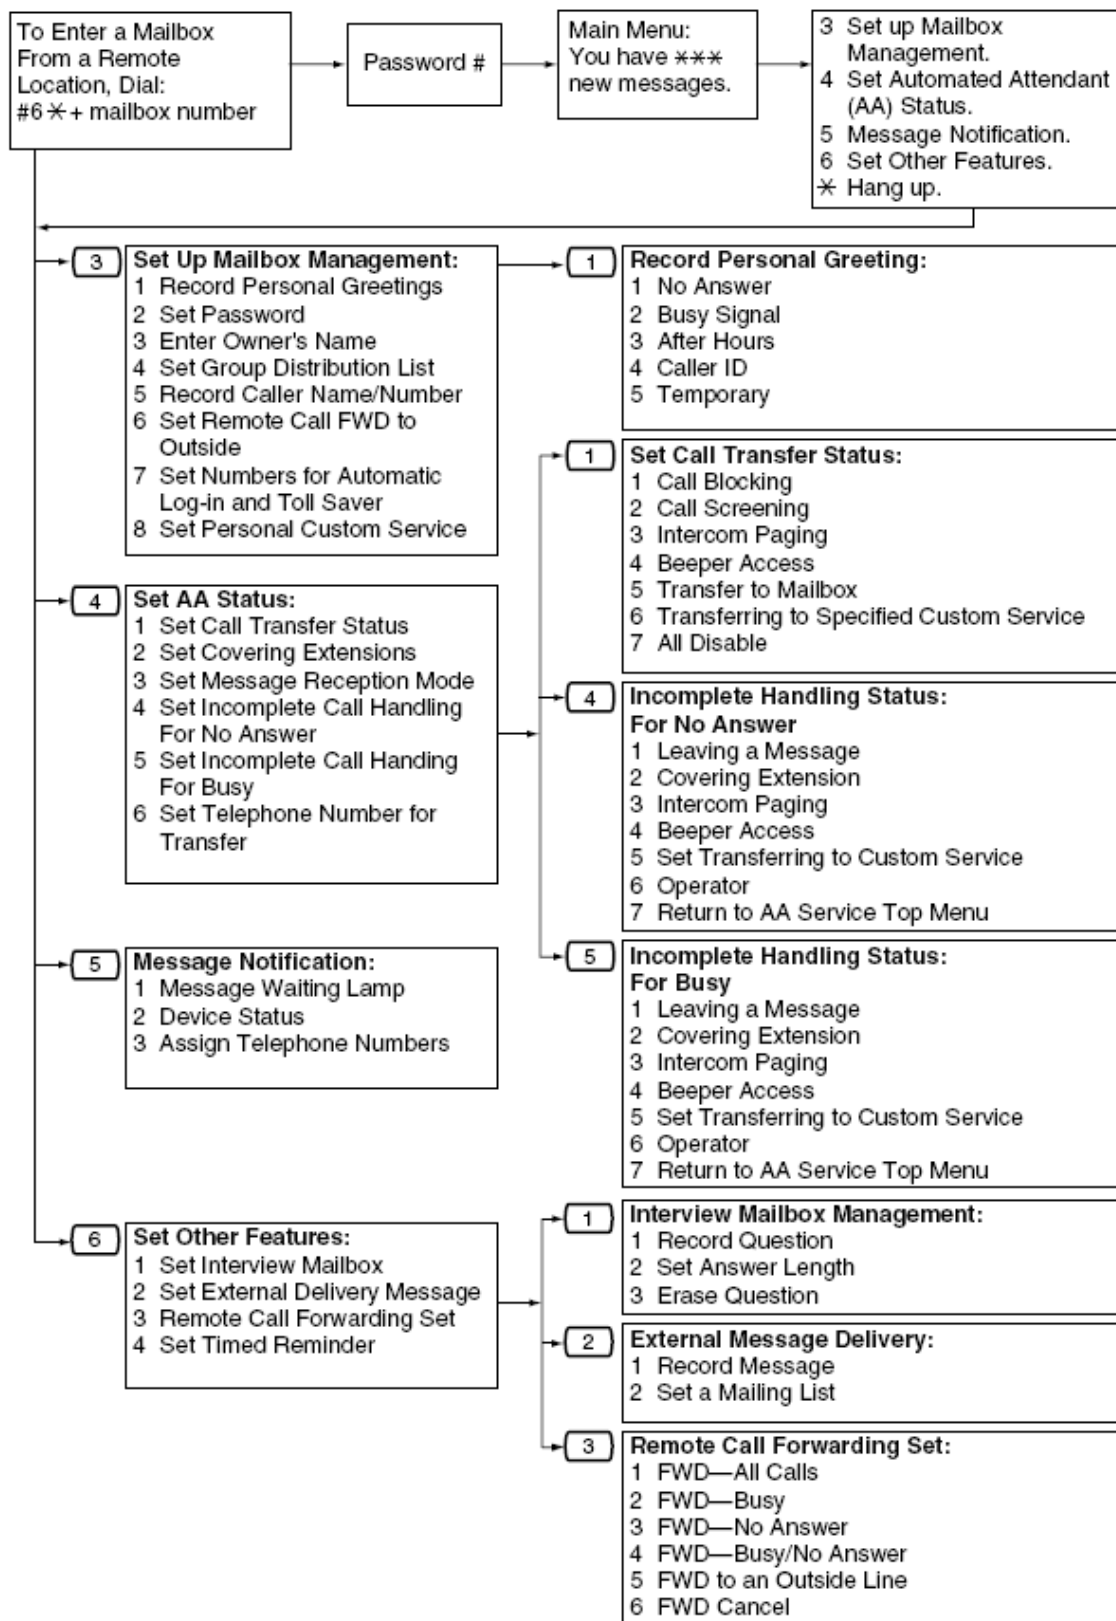 To Enter a Mailbox
From a Remote
Location, Dial:
#6 ✳ + mailbox number
Password #
Main Menu:
You have ✳✳✳
new messages.
3 Set up Mailbox
Management.
4 Set Automated Attendant
(AA) Status.
5 Message Notification.
6 Set Other Features.
✳ Hang up.
3
Set Up Mailbox Management:
1 Record Personal Greetings
2 Set Password
3 Enter Owner's Name
4 Set Group Distribution List
5 Record Caller Name/Number
6 Set Remote Call FWD to
Outside
7 Set Numbers for Automatic
Log-in and Toll Saver
8 Set Personal Custom Service
1
Record Personal Greeting:
1 No Answer
2 Busy Signal
3 After Hours
4 Caller ID
5 Temporary
4
Set AA Status:
1 Set Call Transfer Status
2 Set Covering Extensions
3 Set Message Reception Mode
4 Set Incomplete Call Handling
For No Answer
5 Set Incomplete Call Handing
For Busy
6 Set Telephone Number for
Transfer
1
Set Call Transfer Status:
1 Call Blocking
2 Call Screening
3 Intercom Paging
4 Beeper Access
5 Transfer to Mailbox
6 Transferring to Specified Custom Service
7 All Disable
4
Incomplete Handling Status:
For No Answer
1 Leaving a Message
2 Covering Extension
3 Intercom Paging
4 Beeper Access
5 Set Transferring to Custom Service
6 Operator
7 Return to AA Service Top Menu
5
Incomplete Handling Status:
For Busy
1 Leaving a Message
2 Covering Extension
3 Intercom Paging
4 Beeper Access
5 Set Transferring to Custom Service
6 Operator
7 Return to AA Service Top Menu
5
Message Notification:
1 Message Waiting Lamp
2 Device Status
3 Assign Telephone Numbers
6
Set Other Features:
1 Set Interview Mailbox
2 Set External Delivery Message
3 Remote Call Forwarding Set
4 Set Timed Reminder
1
Interview Mailbox Management:
1 Record Question
2 Set Answer Length
3 Erase Question
2
External Message Delivery:
1 Record Message
2 Set a Mailing List
3
Remote Call Forwarding Set:
1 FWD—All Calls
2 FWD—Busy
3 FWD—No Answer
4 FWD—Busy/No Answer
5 FWD to an Outside Line
6 FWD Cancel